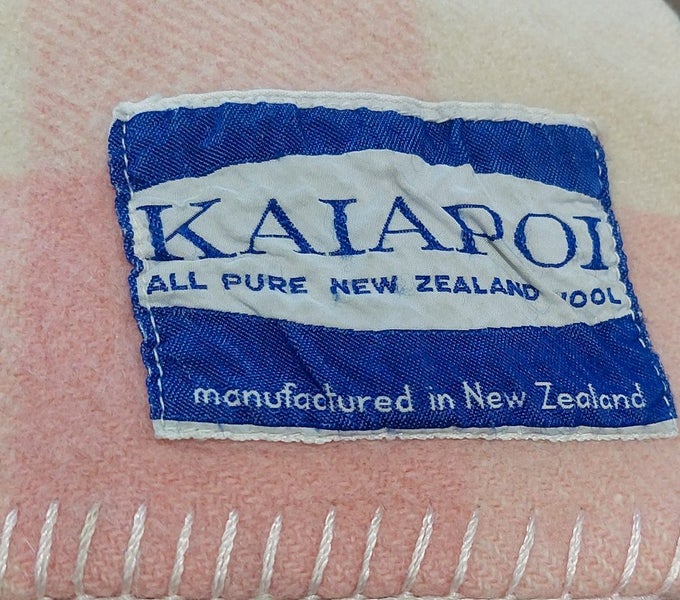 KAIAPOI
ALL PURE NEW ZEALAND WOOL
manufactured in New Zealand